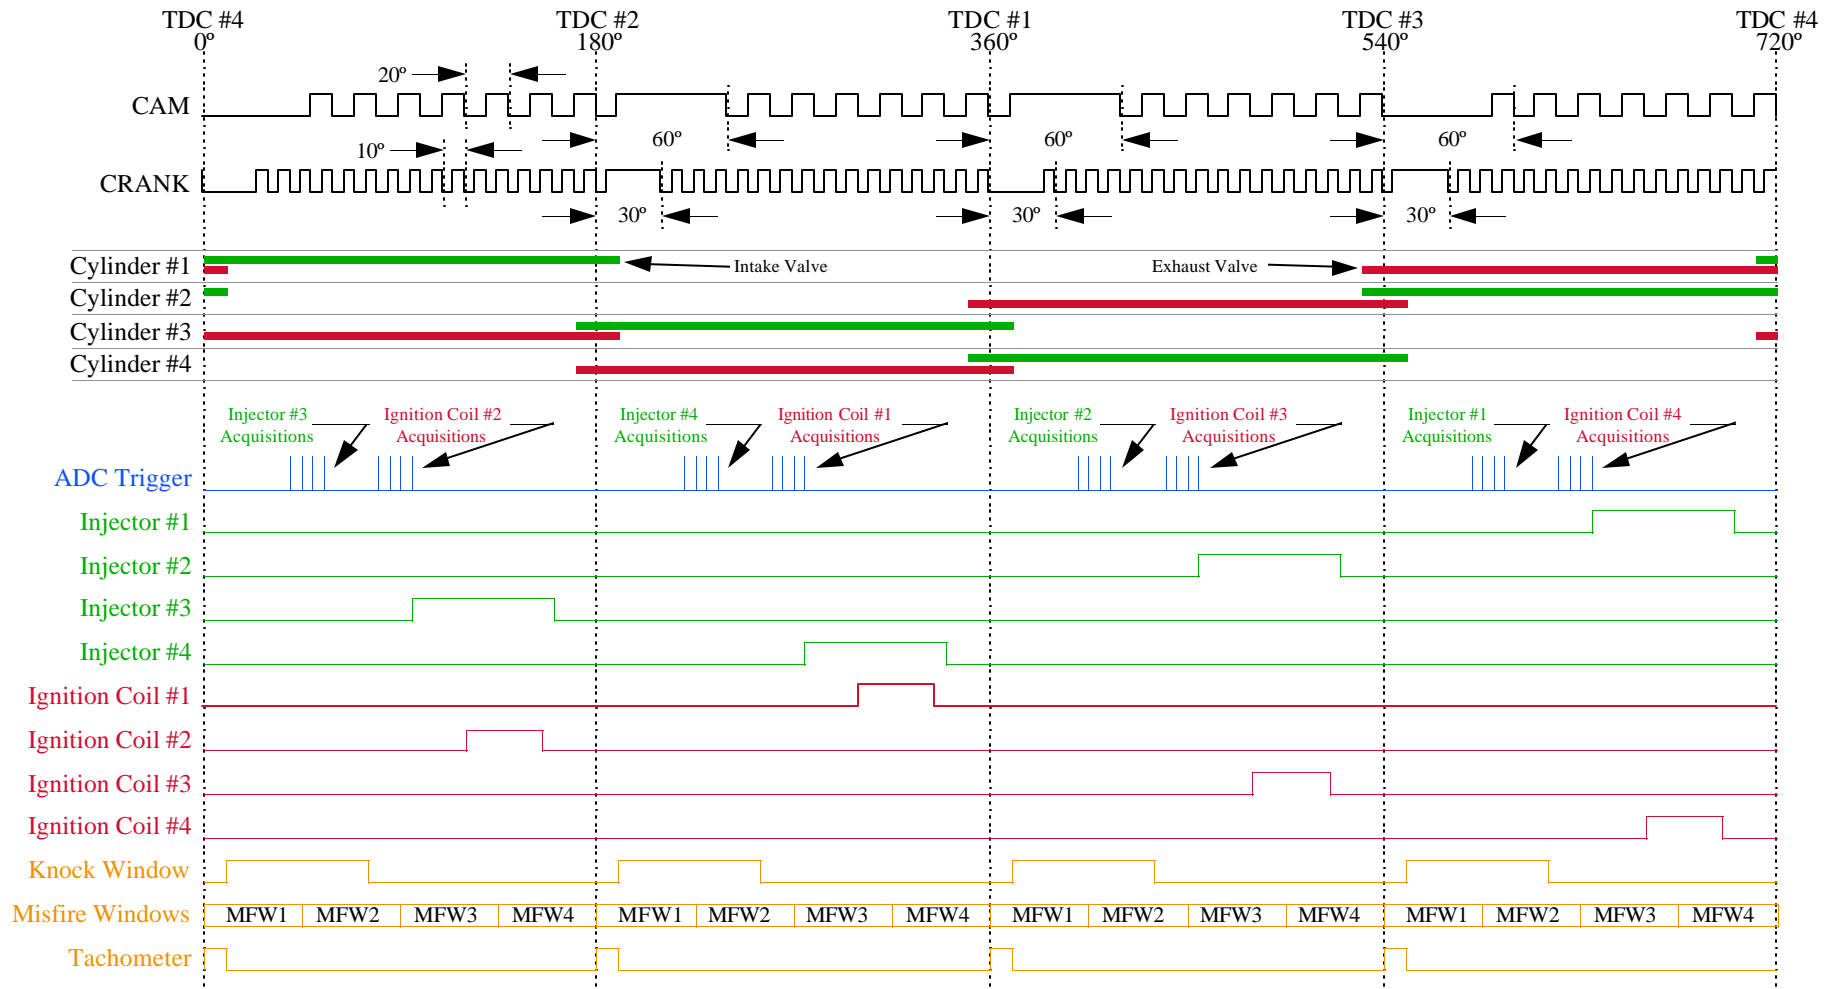 TDC #4 TDC #2 TDC #1 TDC #3 TDC #4
0º 180º 360º 540º 720º
20º
CAM
60º 60º 60º
10º
CRANK
30º 30º 30º
Cylinder #1 Intake Valve Exhaust Valve
Cylinder #2
Cylinder #3
Cylinder #4
Injector #3 Ignition Coil #2 Injector #4 Ignition Coil #1 Injector #2 Ignition Coil #3 Injector #1 Ignition Coil #4
Acquisitions Acquisitions Acquisitions Acquisitions Acquisitions Acquisitions Acquisitions Acquisitions
ADC Trigger
Injector #1
Injector #2
Injector #3
Injector #4
Ignition Coil #1
Ignition Coil #2
Ignition Coil #3
Ignition Coil #4
Knock Window
Misfire Windows MFW1 MFW2 MFW3 MFW4 MFW1 MFW2 MFW3 MFW4 MFW1 MFW2 MFW3 MFW4 MFW1 MFW2 MFW3 MFW4
Tachometer